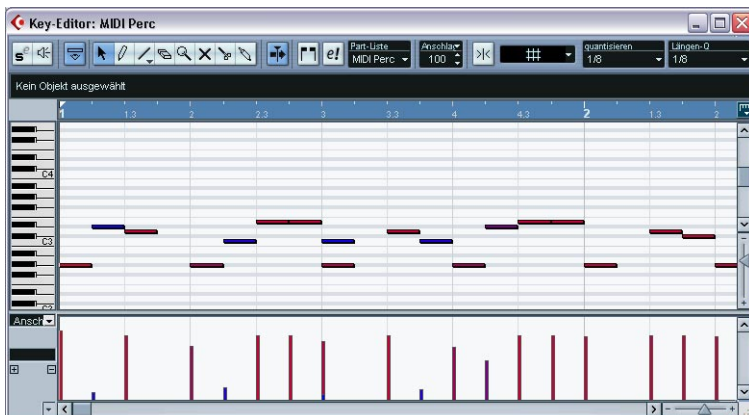 Key-Editor: MIDI Perc
Part-Liste Anschlag quantisieren Längen-Q
MIDI Perc 100 1/8 1/8
Kein Objekt ausgewählt
1 1.3 2 2.3 3 3.3 4 4.3 2 1.3 2
C4
C3
C2
Ansch